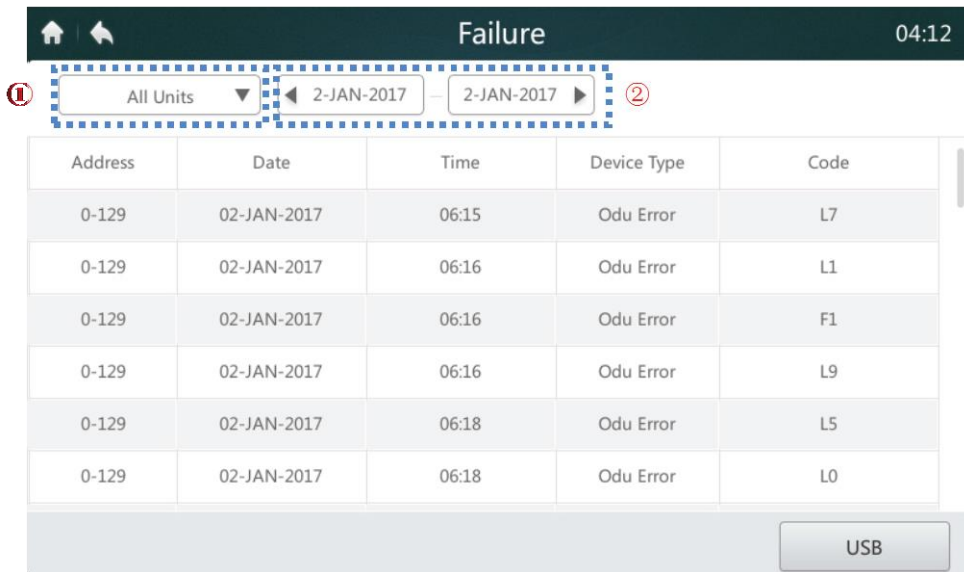 Failure 04:12
① All Units 2-JAN-2017 – 2-JAN-2017 ②
Address Date Time Device Type Code
0-129 02-JAN-2017 06:15 Odu Error L7
0-129 02-JAN-2017 06:16 Odu Error L1
0-129 02-JAN-2017 06:16 Odu Error F1
0-129 02-JAN-2017 06:16 Odu Error L9
0-129 02-JAN-2017 06:18 Odu Error L5
0-129 02-JAN-2017 06:18 Odu Error L0
USB